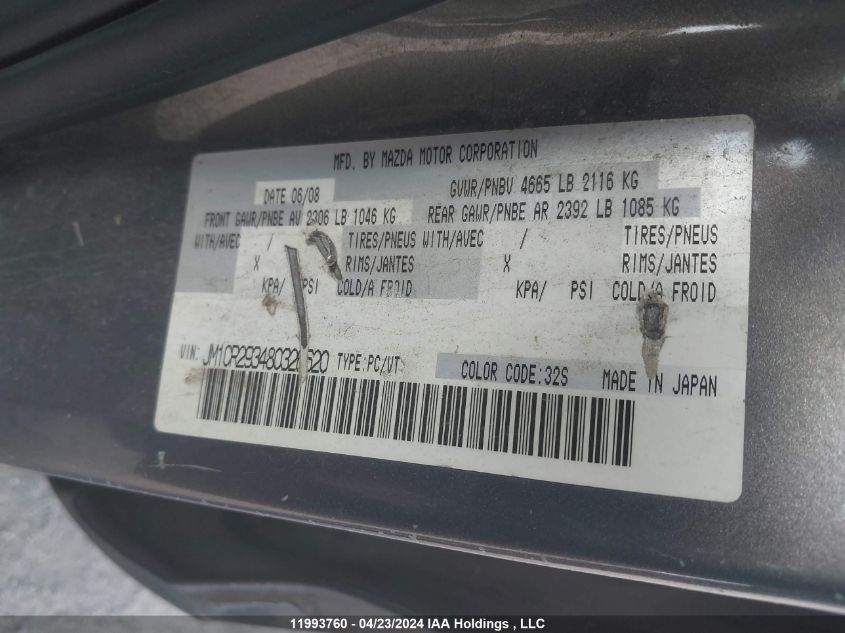 MFD. BY MAZDA MOTOR CORPORATION
DATE 06/08 GVWR/PNBV 4665 LB 2116 KG
FRONT GAWR/PNBE AV 2306 LB 1046 KG REAR GAWR/PNBE AR 2392 LB 1085 KG
WITH/AVEC / TIRES/PNEUS WITH/AVEC / TIRES/PNEUS
X RIMS/JANTES X RIMS/JANTES
KPA/ PSI COLD/A FROID KPA/ PSI COLD/A FROID
VIN: TYPE:PC/VT COLOR CODE:32S MADE IN JAPAN
11993760 - 04/23/2024 IAA Holdings , LLC